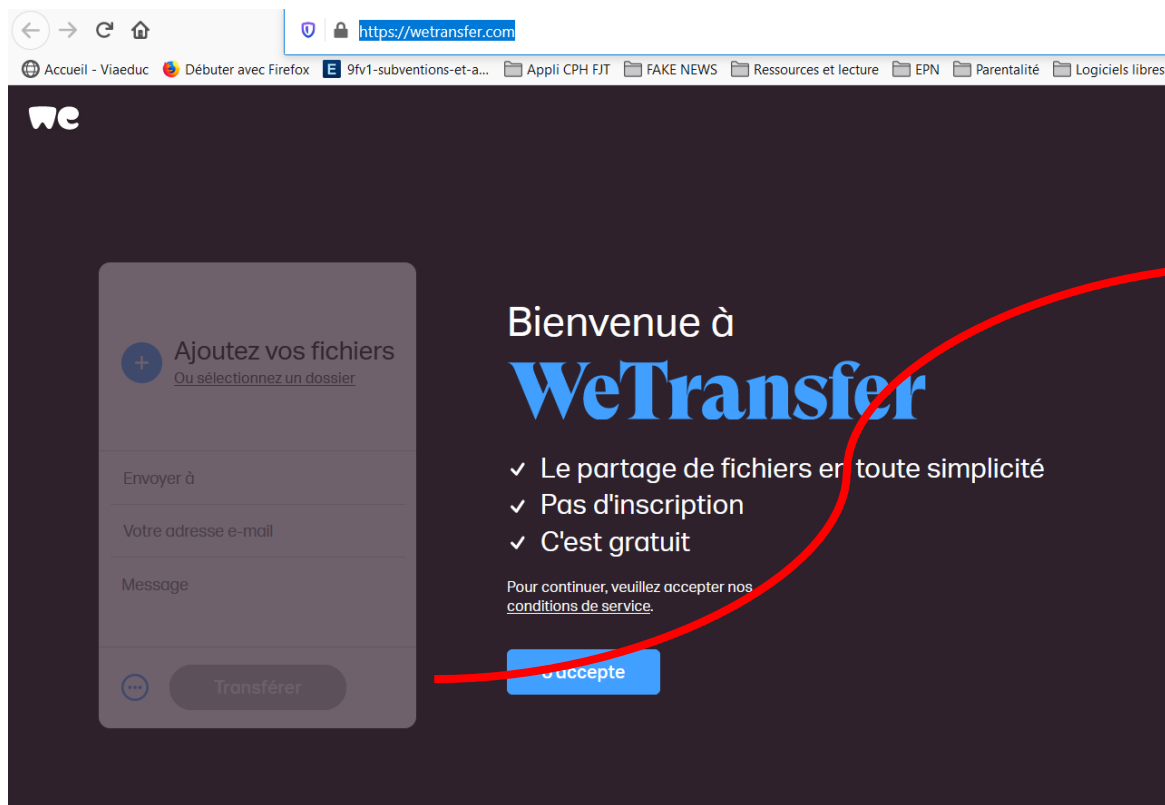 https://wetransfer.com
Accueil - Viaeduc Débuter avec Firefox E 9fv1-subventions-et-a... Appli CPH FJT FAKE NEWS Ressources et lecture EPN Parentalité Logiciels libres
we
Bienvenue à
WeTransfer
Ajoutez vos fichiers
Ou sélectionnez un dossier
Envoyer à
Votre adresse e-mail
Message
Transférer
Le partage de fichiers en toute simplicité
Pas d'inscription
C'est gratuit
Pour continuer, veuillez accepter nos
conditions de service.
J'accepte